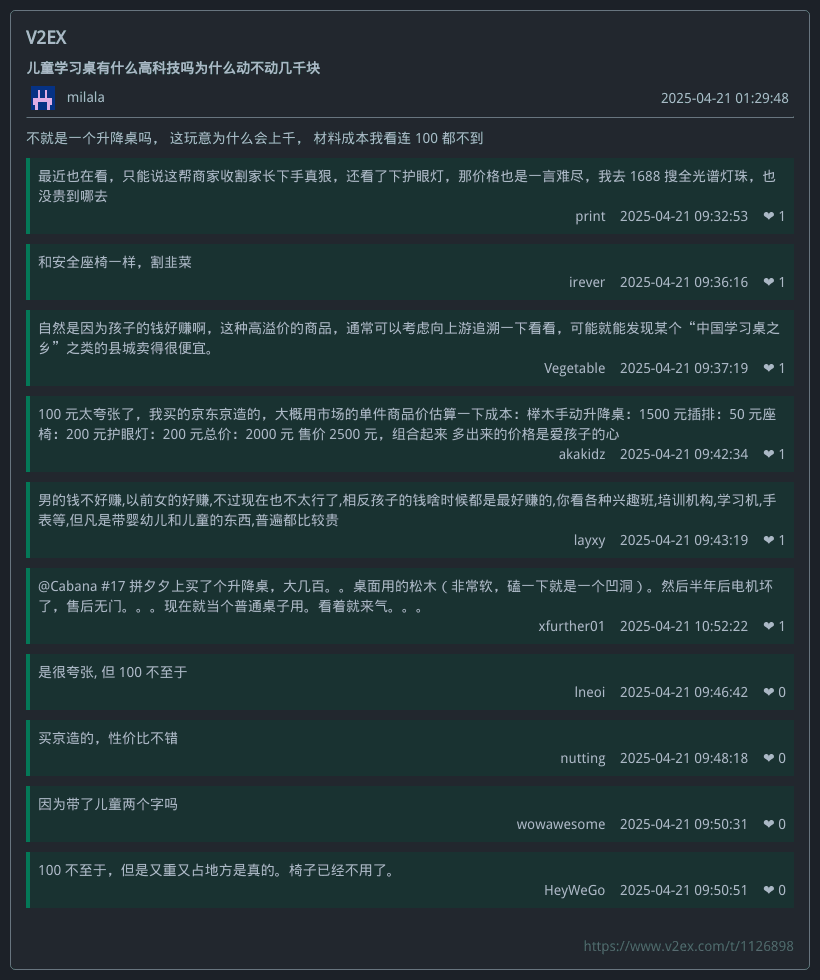 V2EX
儿童学习桌有什么高科技吗为什么动不动几千块
milala 2025-04-21 01:29:48
不就是一个升降桌吗， 这玩意为什么会上千， 材料成本我看连 100 都不到
最近也在看，只能说这帮商家收割家长下手真狠，还看了下护眼灯，那价格也是一言难尽，我去 1688 搜全光谱灯珠，也
没贵到哪去
print 2025-04-21 09:32:53 ❤ 1
和安全座椅一样，割韭菜
irever 2025-04-21 09:36:16 ❤ 1
自然是因为孩子的钱好赚啊，这种高溢价的商品，通常可以考虑向上游追溯一下看看，可能就能发现某个“中国学习桌之
乡”之类的县城卖得很便宜。
Vegetable 2025-04-21 09:37:19 ❤ 1
100 元太夸张了，我买的京东京造的，大概用市场的单件商品价估算一下成本：榉木手动升降桌：1500 元插排：50 元座
椅：200 元护眼灯：200 元总价：2000 元 售价 2500 元，组合起来 多出来的价格是爱孩子的心
akakidz 2025-04-21 09:42:34 ❤ 1
男的钱不好赚,以前女的好赚,不过现在也不太行了,相反孩子的钱啥时候都是最好赚的,你看各种兴趣班,培训机构,学习机,手
表等,但凡是带婴幼儿和儿童的东西,普遍都比较贵
layxy 2025-04-21 09:43:19 ❤ 1
@Cabana #17 拼夕夕上买了个升降桌，大几百。。桌面用的松木（非常软，磕一下就是一个凹洞）。然后半年后电机坏
了，售后无门。。。现在就当个普通桌子用。看着就来气。。。
xfurther01 2025-04-21 10:52:22 ❤ 1
是很夸张, 但 100 不至于
lneoi 2025-04-21 09:46:42 ❤ 0
买京造的，性价比不错
nutting 2025-04-21 09:48:18 ❤ 0
因为带了儿童两个字吗
wowawesome 2025-04-21 09:50:31 ❤ 0
100 不至于，但是又重又占地方是真的。椅子已经不用了。
HeyWeGo 2025-04-21 09:50:51 ❤ 0
https://www.v2ex.com/t/1126898